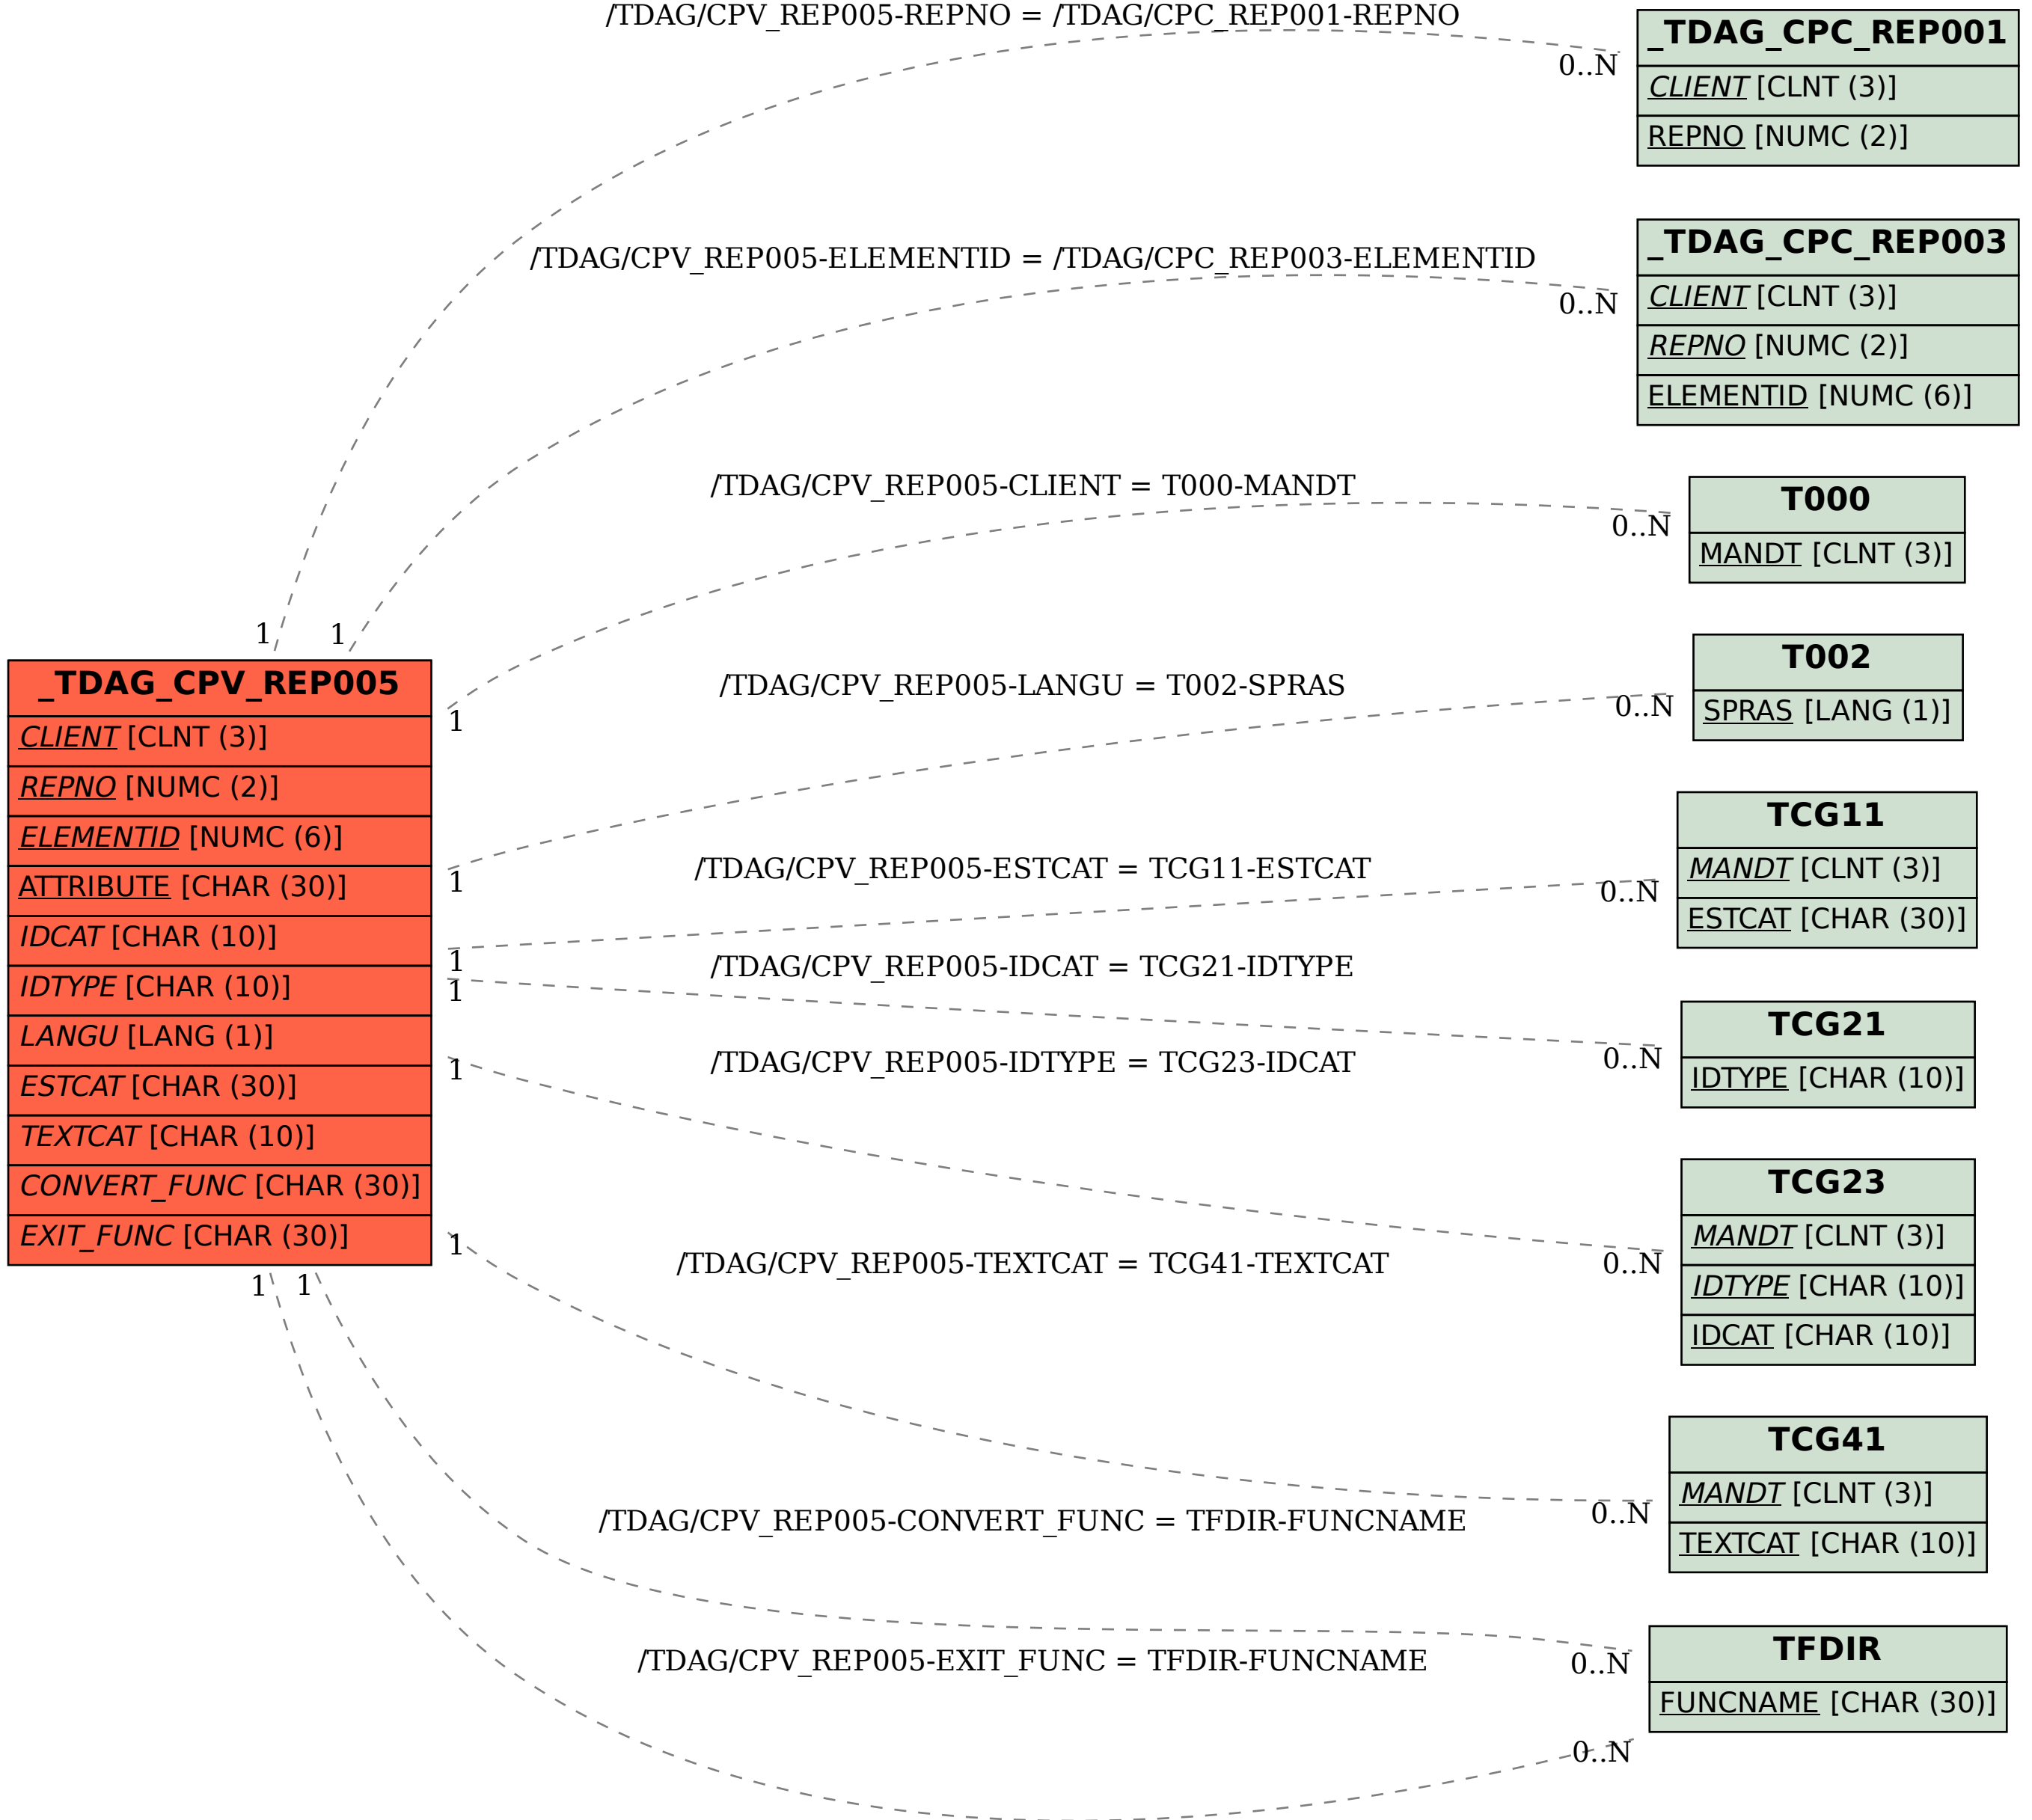 /TDAG/CPV_REP005-REPNO = /TDAG/CPC_REP001-REPNO
0..N
1
_TDAG_CPC_REP001
CLIENT [CLNT (3)]
REPNO [NUMC (2)]
/TDAG/CPV_REP005-ELEMENTID = /TDAG/CPC_REP003-ELEMENTID
0..N
1
_TDAG_CPC_REP003
CLIENT [CLNT (3)]
REPNO [NUMC (2)]
ELEMENTID [NUMC (6)]
/TDAG/CPV_REP005-CLIENT = T000-MANDT
0..N
1
T000
MANDT [CLNT (3)]
_TDAG_CPV_REP005
CLIENT [CLNT (3)]
REPNO [NUMC (2)]
ELEMENTID [NUMC (6)]
ATTRIBUTE [CHAR (30)]
IDCAT [CHAR (10)]
IDTYPE [CHAR (10)]
LANGU [LANG (1)]
ESTCAT [CHAR (30)]
TEXTCAT [CHAR (10)]
CONVERT_FUNC [CHAR (30)]
EXIT_FUNC [CHAR (30)]
/TDAG/CPV_REP005-LANGU = T002-SPRAS
0..N
1
T002
SPRAS [LANG (1)]
/TDAG/CPV_REP005-ESTCAT = TCG11-ESTCAT
0..N
1
TCG11
MANDT [CLNT (3)]
ESTCAT [CHAR (30)]
/TDAG/CPV_REP005-IDCAT = TCG21-IDTYPE
1
0..N
TCG21
IDTYPE [CHAR (10)]
/TDAG/CPV_REP005-IDTYPE = TCG23-IDCAT
1
0..N
TCG23
MANDT [CLNT (3)]
IDTYPE [CHAR (10)]
IDCAT [CHAR (10)]
/TDAG/CPV_REP005-TEXTCAT = TCG41-TEXTCAT
1
0..N
TCG41
MANDT [CLNT (3)]
TEXTCAT [CHAR (10)]
/TDAG/CPV_REP005-CONVERT_FUNC = TFDIR-FUNCNAME
1
0..N
/TDAG/CPV_REP005-EXIT_FUNC = TFDIR-FUNCNAME
1
0..N
TFDIR
FUNCNAME [CHAR (30)]